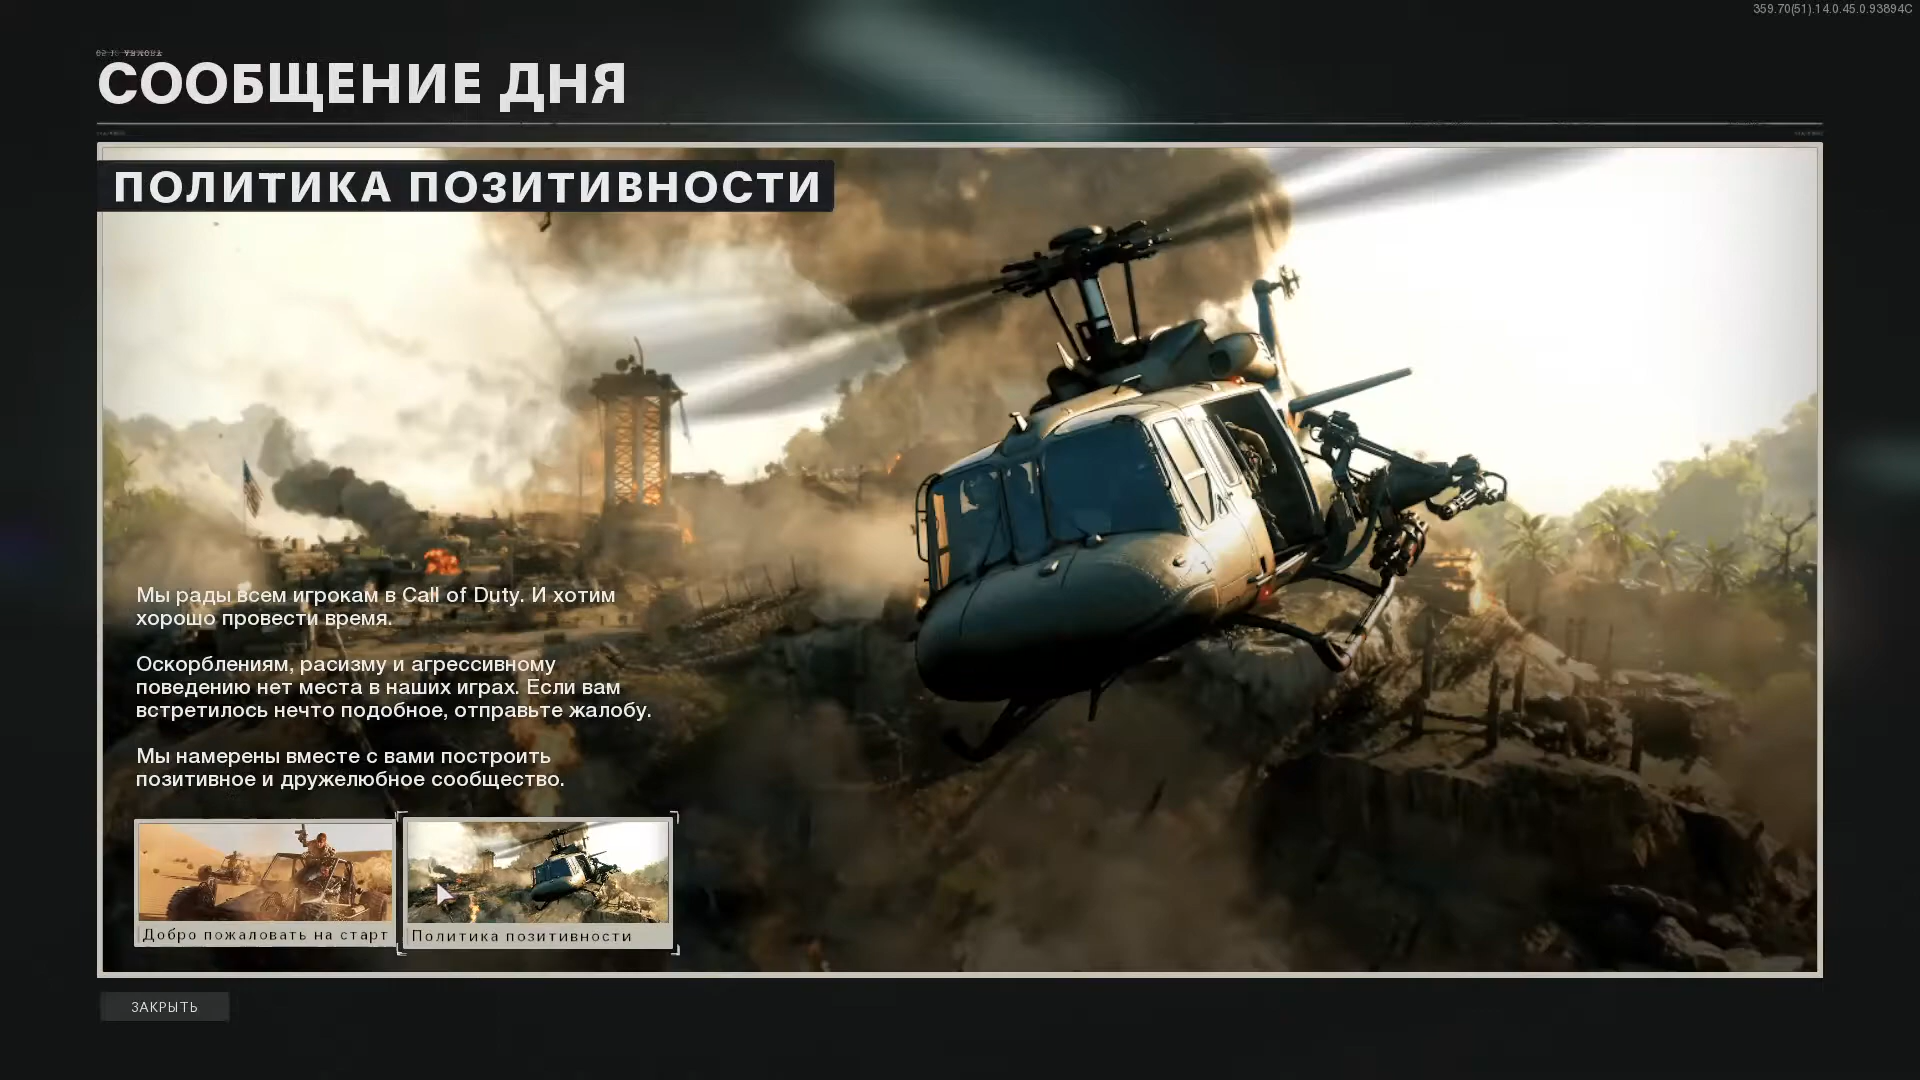 359.70(51).14.0.45.0.93894C
СООБЩЕНИЕ ДНЯ
ПОЛИТИКА ПОЗИТИВНОСТИ
Мы рады всем игрокам в Call of Duty. И хотим
хорошо провести время.
Оскорблениям, расизму и агрессивному
поведению нет места в наших играх. Если вам
встретилось нечто подобное, отправьте жалобу.
Мы намерены вместе с вами построить
позитивное и дружелюбное сообщество.
Добро пожаловать на старт
Политика позитивности
ЗАКРЫТЬ